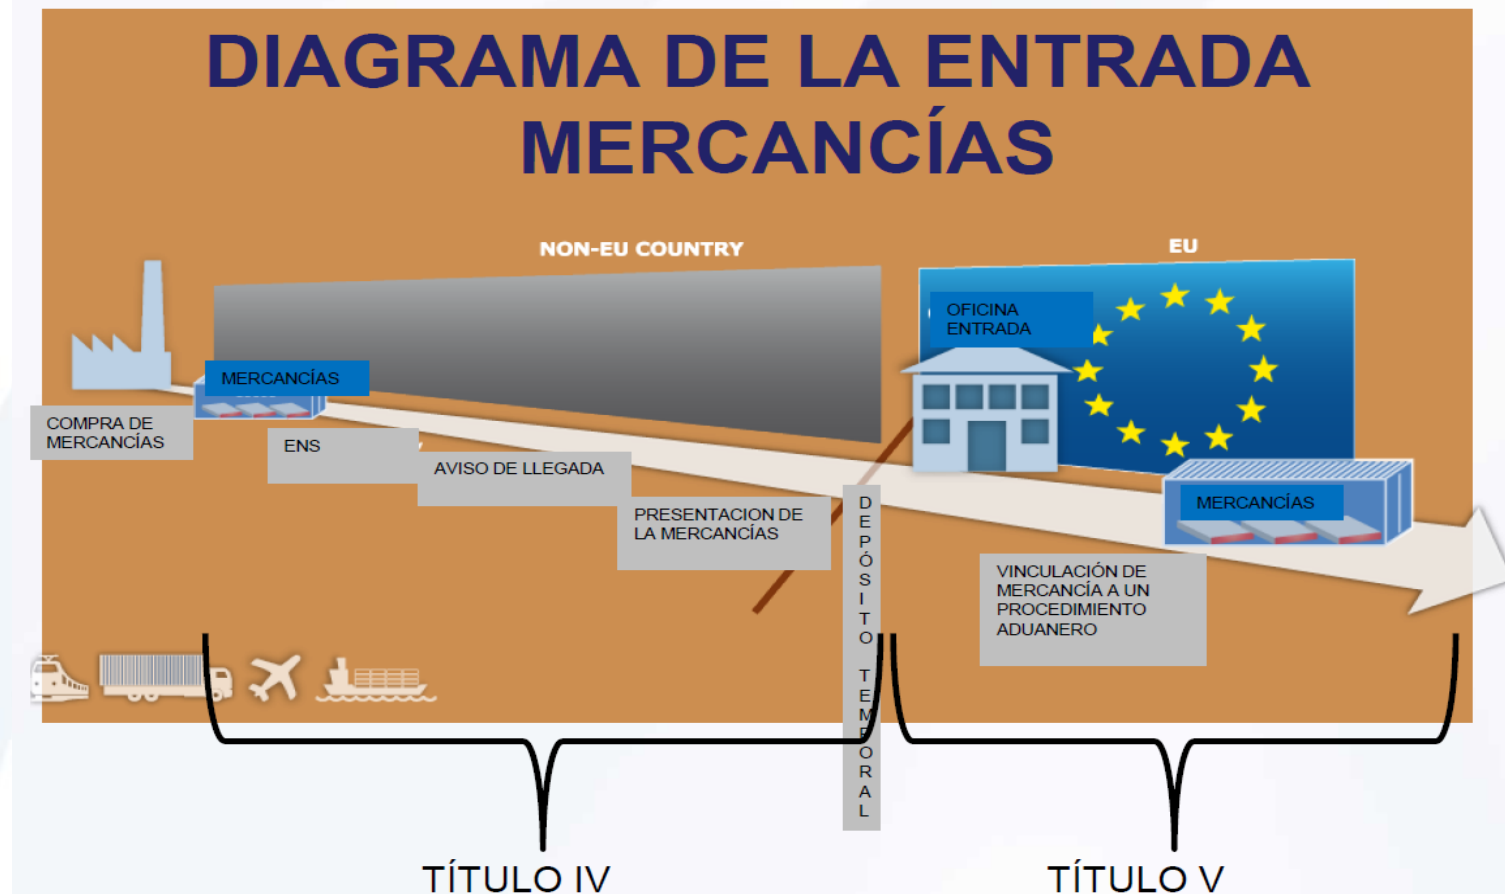 DIAGRAMA DE LA ENTRADA
MERCANCÍAS
NON-EU COUNTRY
EU
OFICINA
ENTRADA
MERCANCÍAS
COMPRA DE
MERCANCÍAS
ENS
AVISO DE LLEGADA
PRESENTACION DE
LA MERCANCÍAS
DEPÓSITO TEMPORAL
MERCANCÍAS
VINCULACIÓN DE
MERCANCÍA A UN
PROCEDIMIENTO
ADUANERO
TÍTULO IV
TÍTULO V